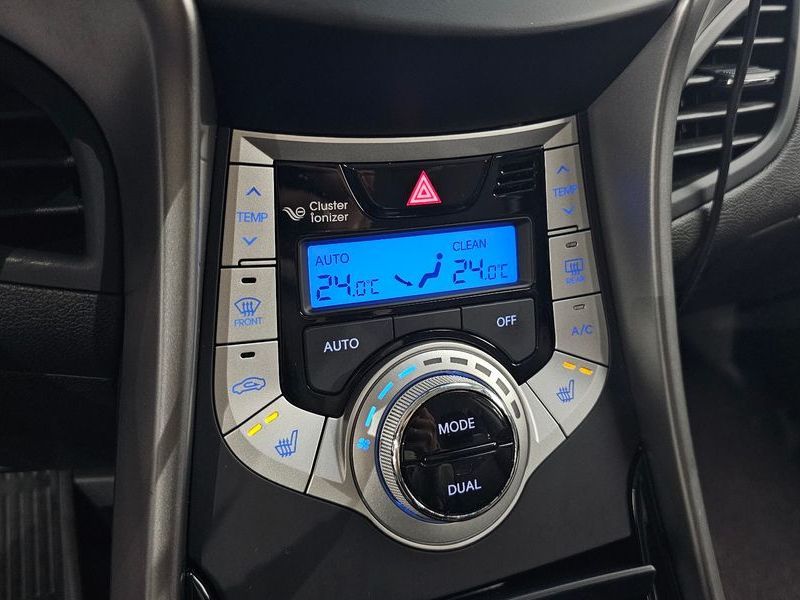 TEMP
Cluster
ionizer
TEMP
AUTO
CLEAN
24.0°C
24.0°C
FRONT
REAR
AUTO
OFF
A/C
MODE
DUAL